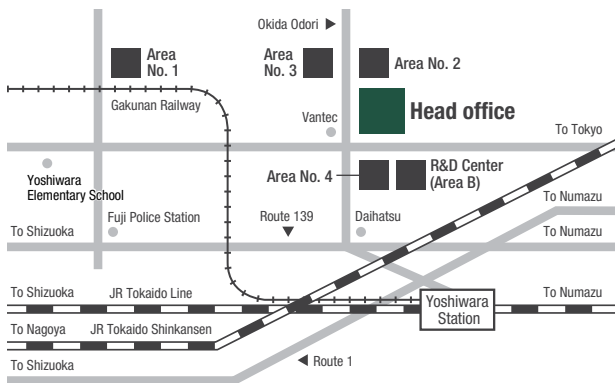 Okida Odori
Area
No. 1
Area
No. 3
Area No. 2
Gakunan Railway
Vantec
Head office
To Tokyo
Yoshiwara
Elementary School
Area No. 4
R&D Center
(Area B)
To Numazu
Fuji Police Station
Route 139
Daihatsu
To Shizuoka
To Numazu
To Shizuoka
JR Tokaido Line
Yoshiwara
Station
To Numazu
To Nagoya
JR Tokaido Shinkansen
To Shizuoka
Route 1